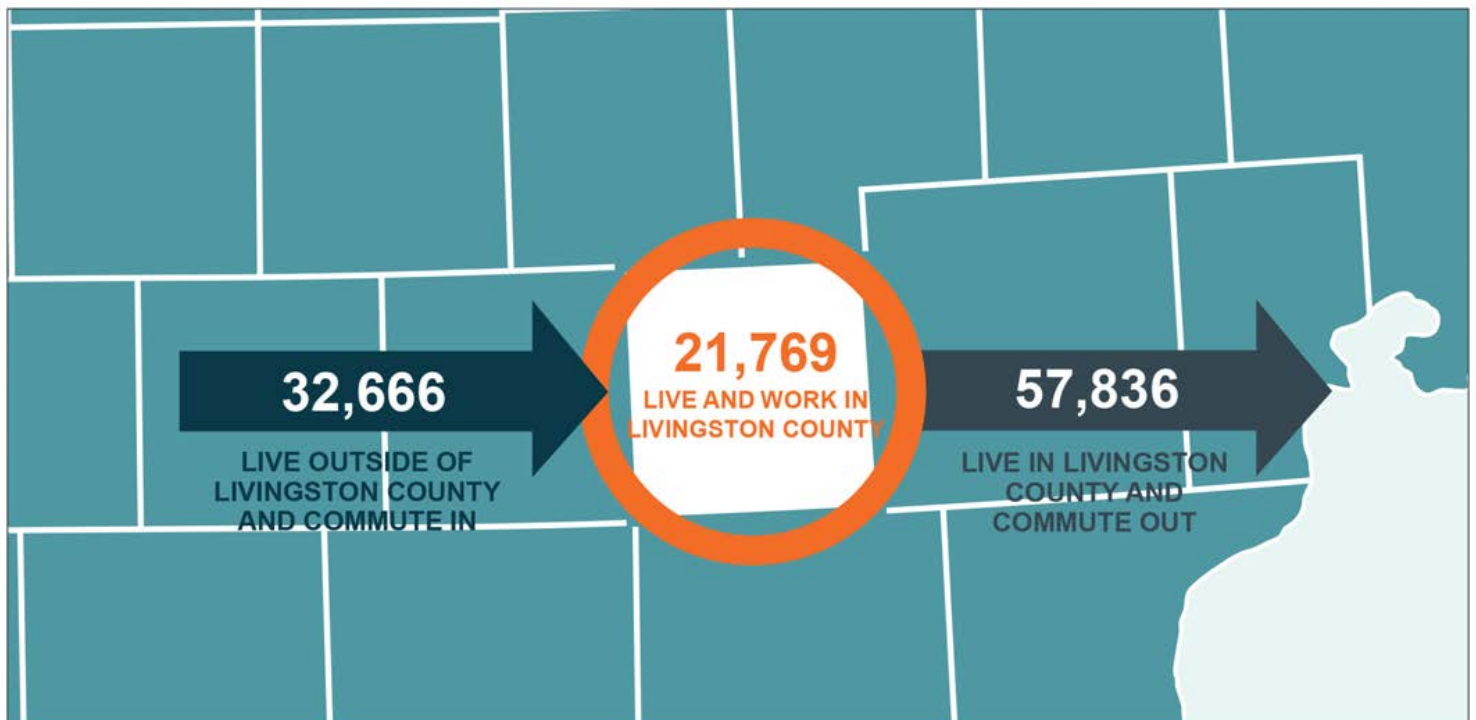 32,666
LIVE OUTSIDE OF
LIVINGSTON COUNTY
AND COMMUTE IN
21,769
LIVE AND WORK IN
LIVINGSTON COUNTY
57,836
LIVE IN LIVINGSTON
COUNTY AND
COMMUTE OUT